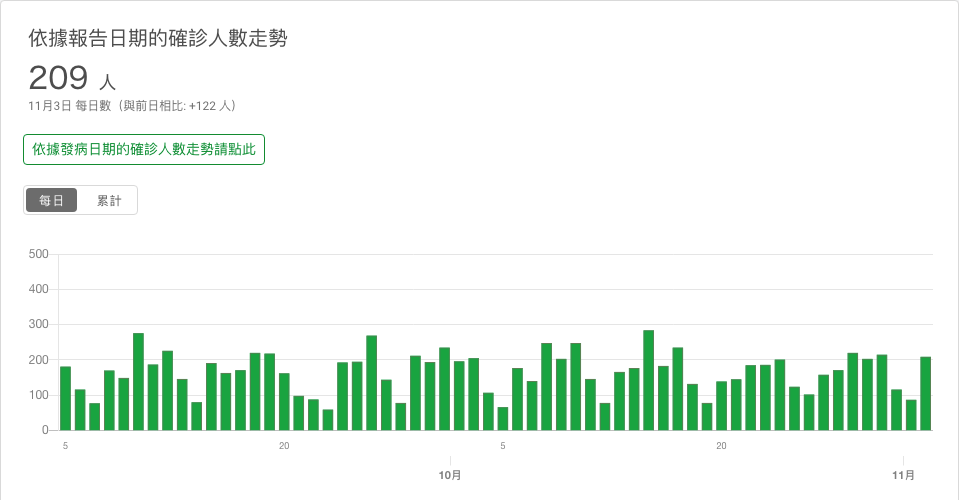 依據報告日期的確診人數走勢
209 人
11月3日 每日數（與前日相比: +122 人）
依據發病日期的確診人數走勢請點此
每日 累計
500
400
300
200
100
0
5 20 5 20
10月 11月